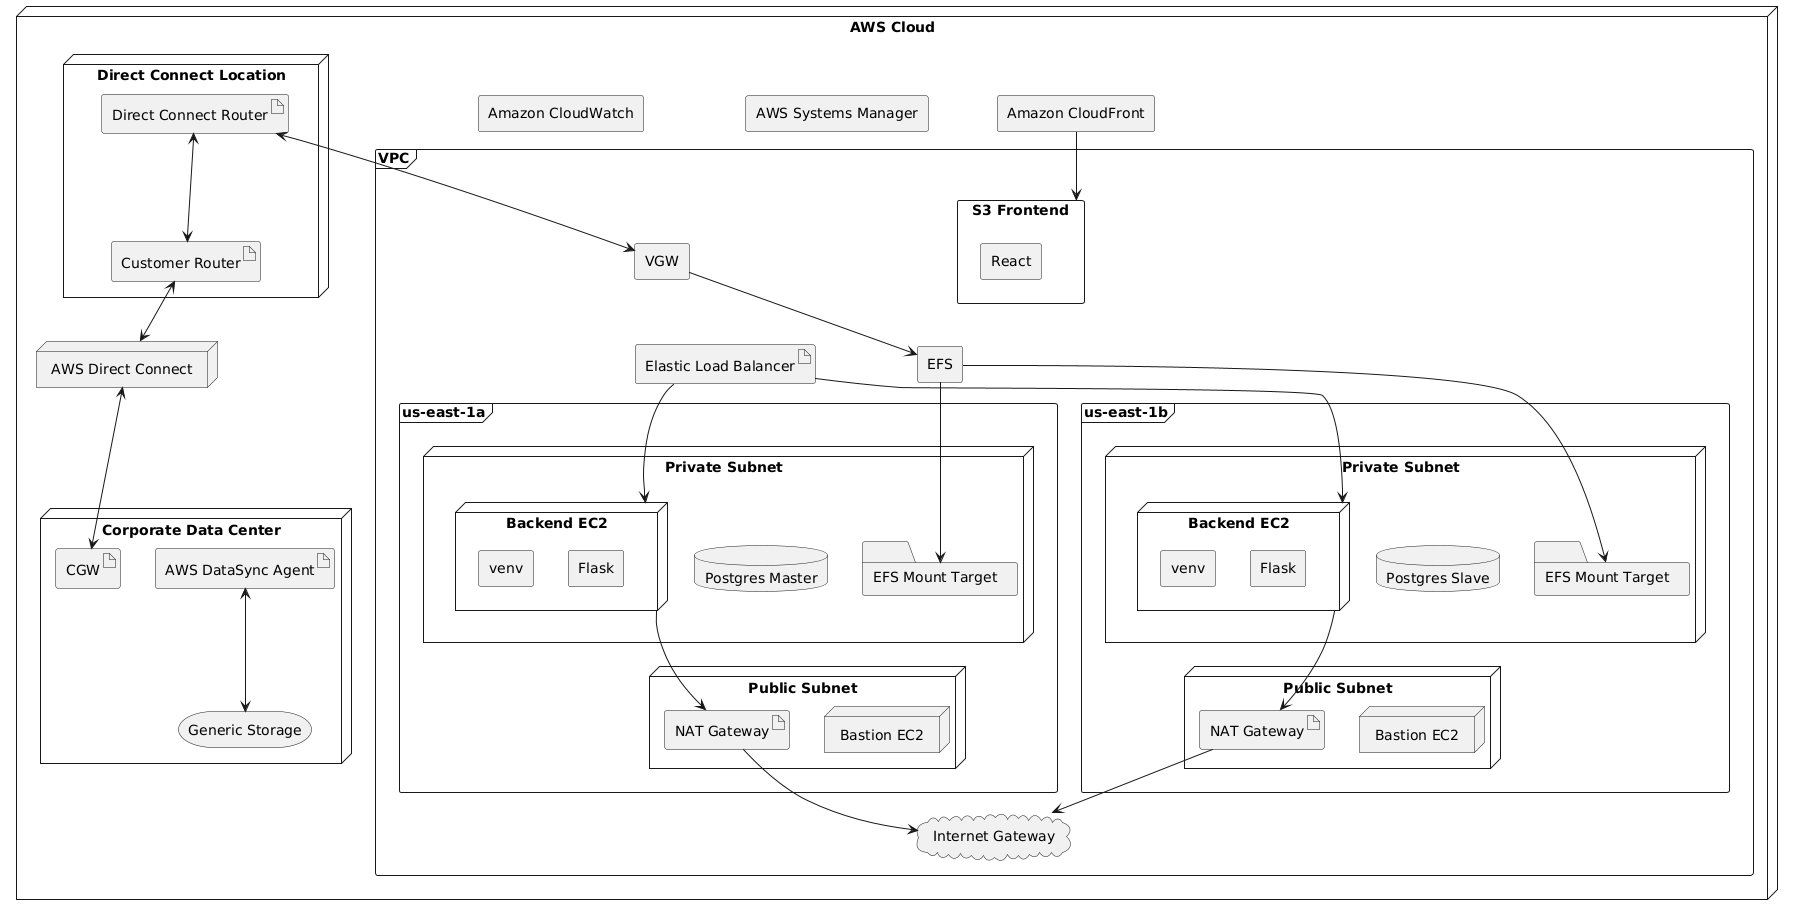 AWS Cloud
Direct Connect Location
Direct Connect Router
Amazon CloudWatch
AWS Systems Manager
Amazon CloudFront
VPC
S3 Frontend
Customer Router
VGW
React
AWS Direct Connect
Elastic Load Balancer
EFS
us-east-1a
us-east-1b
Private Subnet
Private Subnet
Corporate Data Center
Backend EC2
Backend EC2
CGW
AWS DataSync Agent
venv
Flask
Postgres Master
EFS Mount Target
venv
Flask
Postgres Slave
EFS Mount Target
Public Subnet
Public Subnet
Generic Storage
NAT Gateway
Bastion EC2
NAT Gateway
Bastion EC2
Internet Gateway